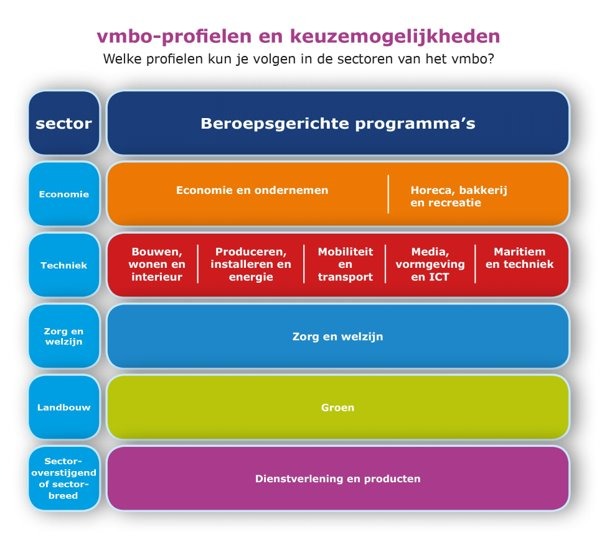 vmbo-profielen en keuzemogelijkheden
Welke profielen kun je volgen in de sectoren van het vmbo?
sector
Beroepsgerichte programma's
Economie
Economie en ondernemen
Horeca, bakkerij
en recreatie
Techniek
Bouwen,
wonen en
interieur
Produceren,
installeren en
energie
Mobiliteit
en
transport
Media,
vormgeving
en ICT
Maritiem
en techniek
Zorg en
welzijn
Zorg en welzijn
Landbouw
Groen
Sector-
overstijgend
of sector-
breed
Dienstverlening en producten